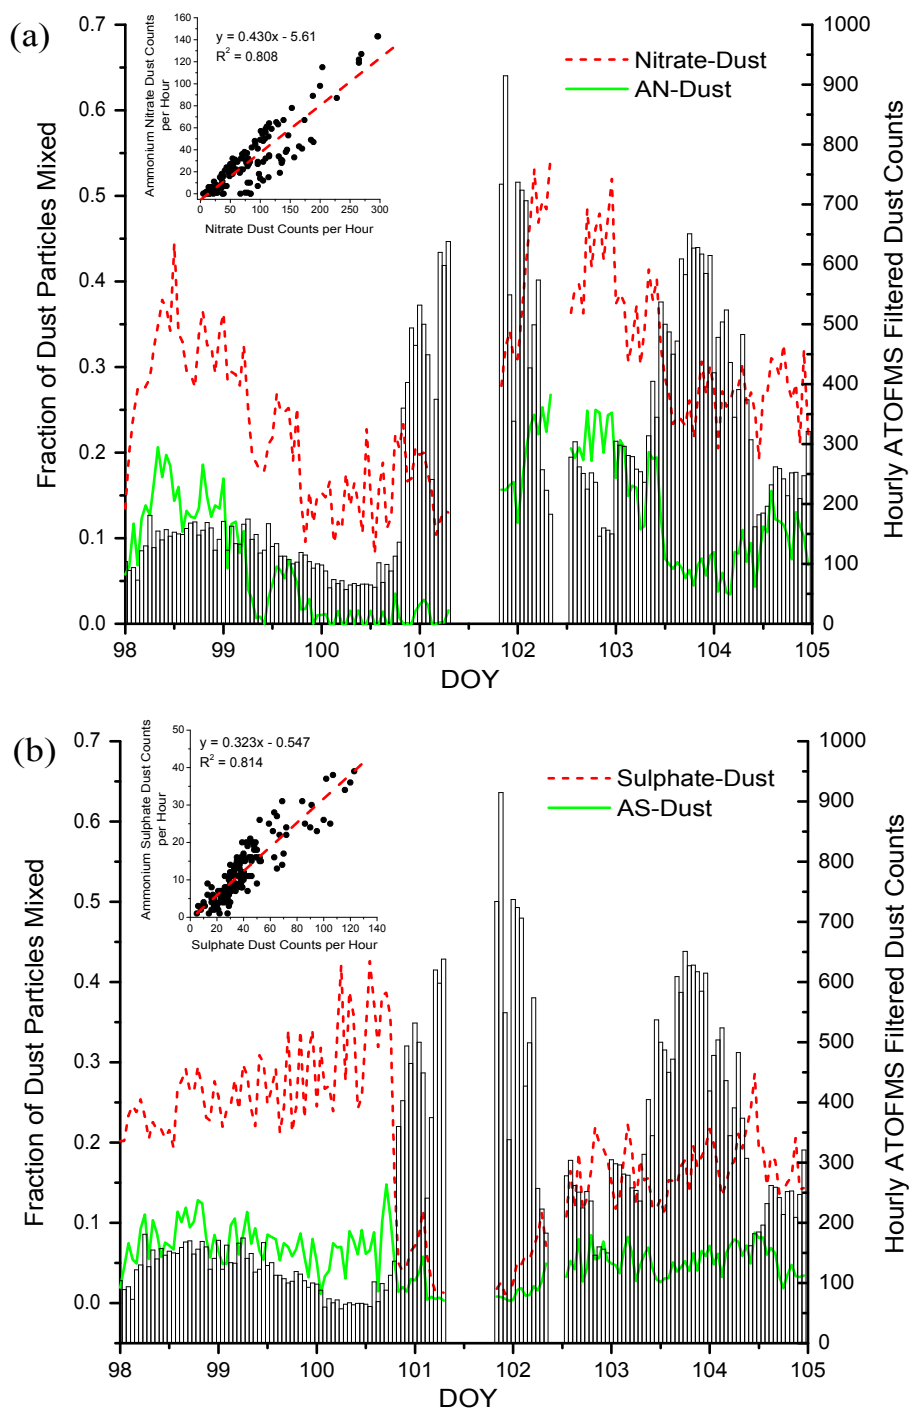 (a)
0.7
0.6
0.5
0.4
0.3
0.2
0.1
0.0
Fraction of Dust Particles Mixed
160
140
120
100
80
60
40
20
0
Ammonium Nitrate Dust Counts
per Hour
y = 0.430x - 5.61
R² = 0.808
0 50 100 150 200 250 300
Nitrate Dust Counts per Hour
Nitrate-Dust
AN-Dust
1000
900
800
700
600
500
400
300
200
100
0
Hourly ATOFMS Filtered Dust Counts
98 99 100 101 102 103 104 105
DOY
(b)
0.7
0.6
0.5
0.4
0.3
0.2
0.1
0.0
Fraction of Dust Particles Mixed
50
40
30
20
10
0
Ammonium Sulphate Dust Counts
per Hour
y = 0.323x - 0.547
R² = 0.814
0 20 40 60 80 100 120 140
Sulphate Dust Counts per Hour
Sulphate-Dust
AS-Dust
1000
900
800
700
600
500
400
300
200
100
0
Hourly ATOFMS Filtered Dust Counts
98 99 100 101 102 103 104 105
DOY